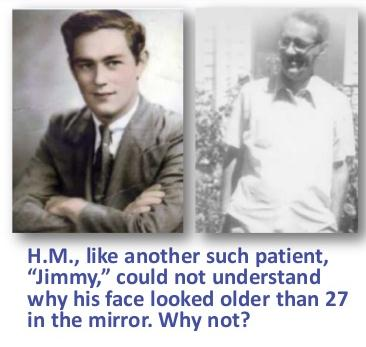 H.M., like another such patient,
“Jimmy,” could not understand
why his face looked older than 27
in the mirror. Why not?